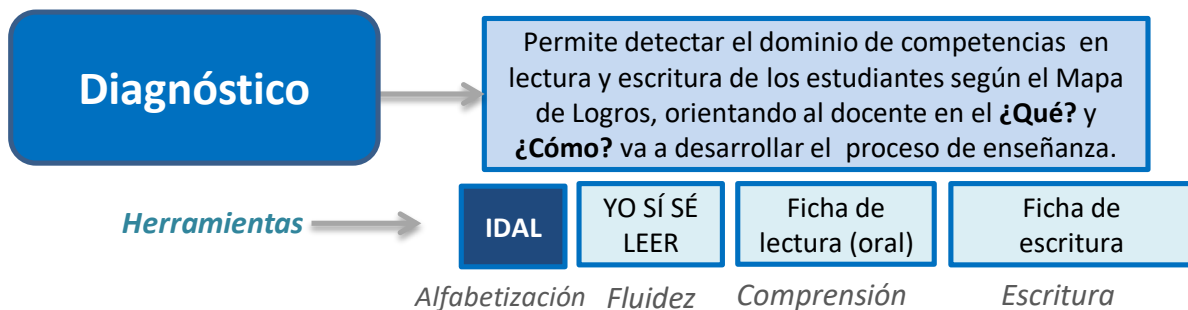 Diagnóstico
Permite detectar el dominio de competencias en
lectura y escritura de los estudiantes según el Mapa
de Logros, orientando al docente en el ¿Qué? y
¿Cómo? va a desarrollar el proceso de enseñanza.
Herramientas
IDAL
YO SÍ SÉ
LEER
Ficha de
lectura (oral)
Ficha de
escritura
Alfabetización
Fluidez
Comprensión
Escritura